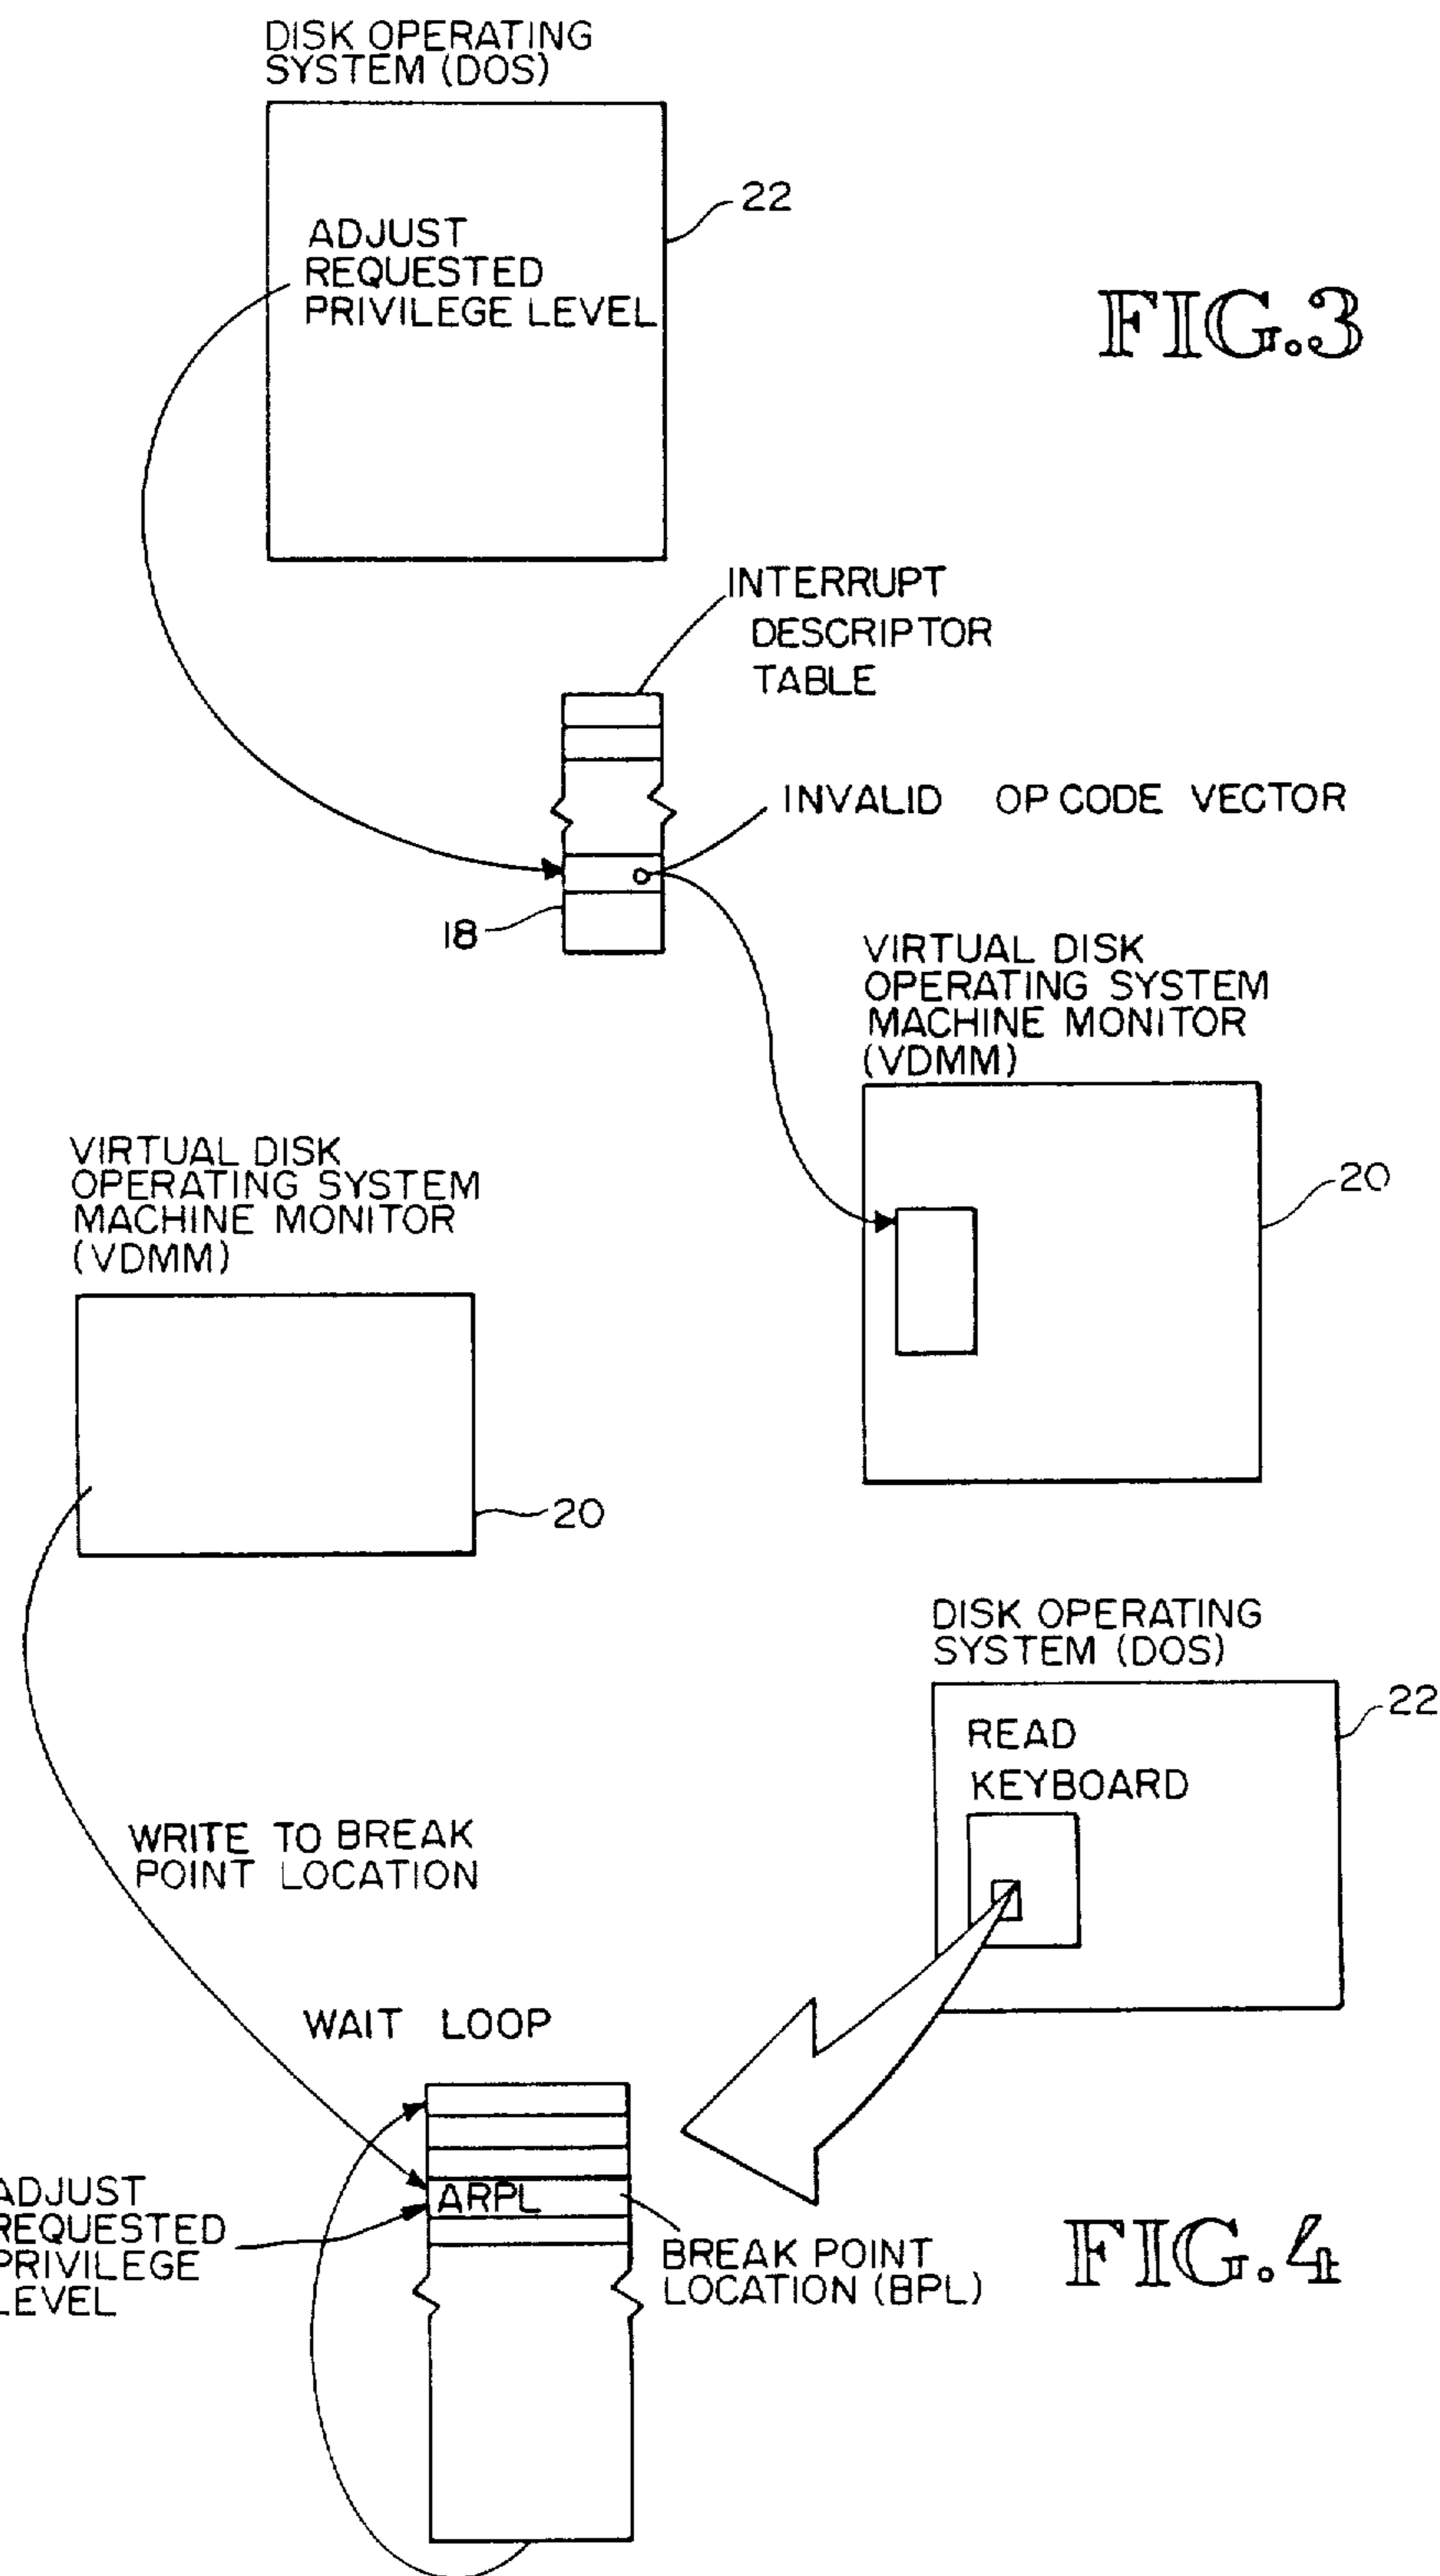 DISK OPERATING
SYSTEM (DOS)
22
ADJUST
REQUESTED
PRIVILEGE LEVEL
FIG.3
INTERRUPT
DESCRIPTOR
TABLE
INVALID OP CODE VECTOR
18
VIRTUAL DISK
OPERATING SYSTEM
MACHINE MONITOR
(VDMM)
20
VIRTUAL DISK
OPERATING SYSTEM
MACHINE MONITOR
(VDMM)
20
DISK OPERATING
SYSTEM (DOS)
22
READ
KEYBOARD
WRITE TO BREAK
POINT LOCATION
WAIT LOOP
ARPL
ADJUST
REQUESTED
PRIVILEGE
LEVEL
BREAK POINT
LOCATION (BPL)
FIG.4